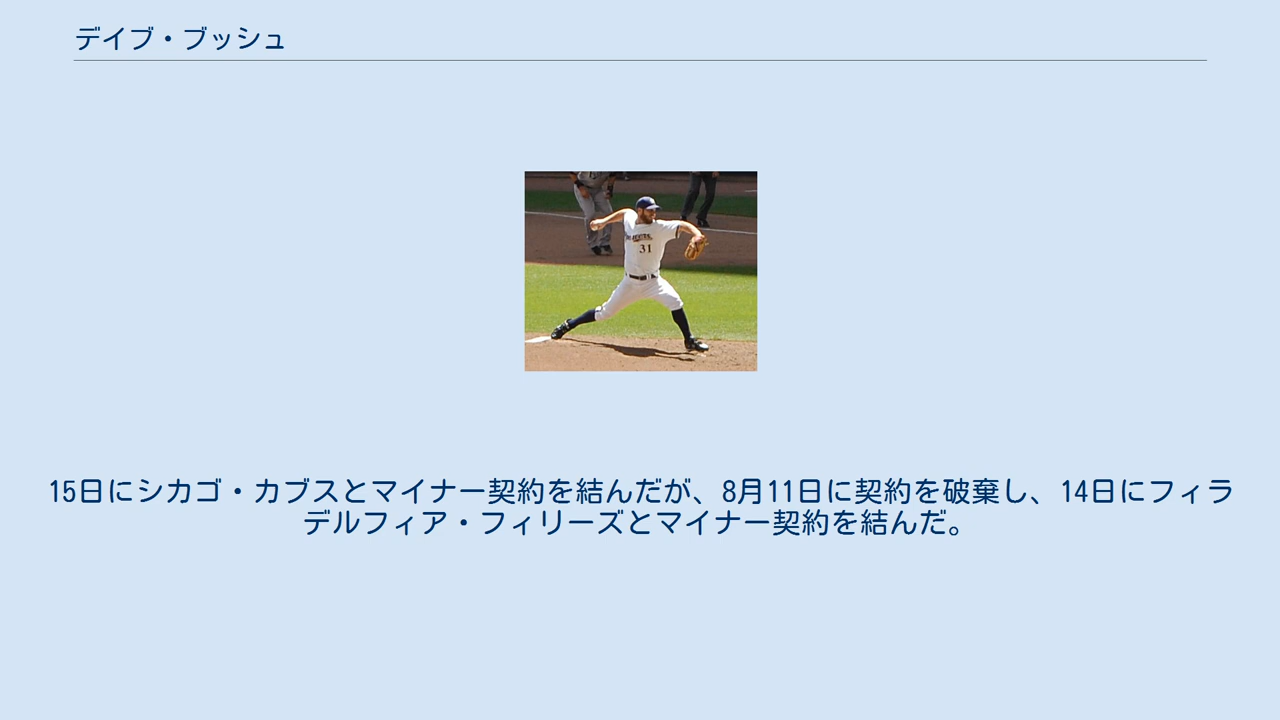 デイブ・ブッシュ
31
15日にシカゴ・カブスとマイナー契約を結んだが、8月11日に契約を破棄し、14日にフィラ
デルフィア・フィリーズとマイナー契約を結んだ。